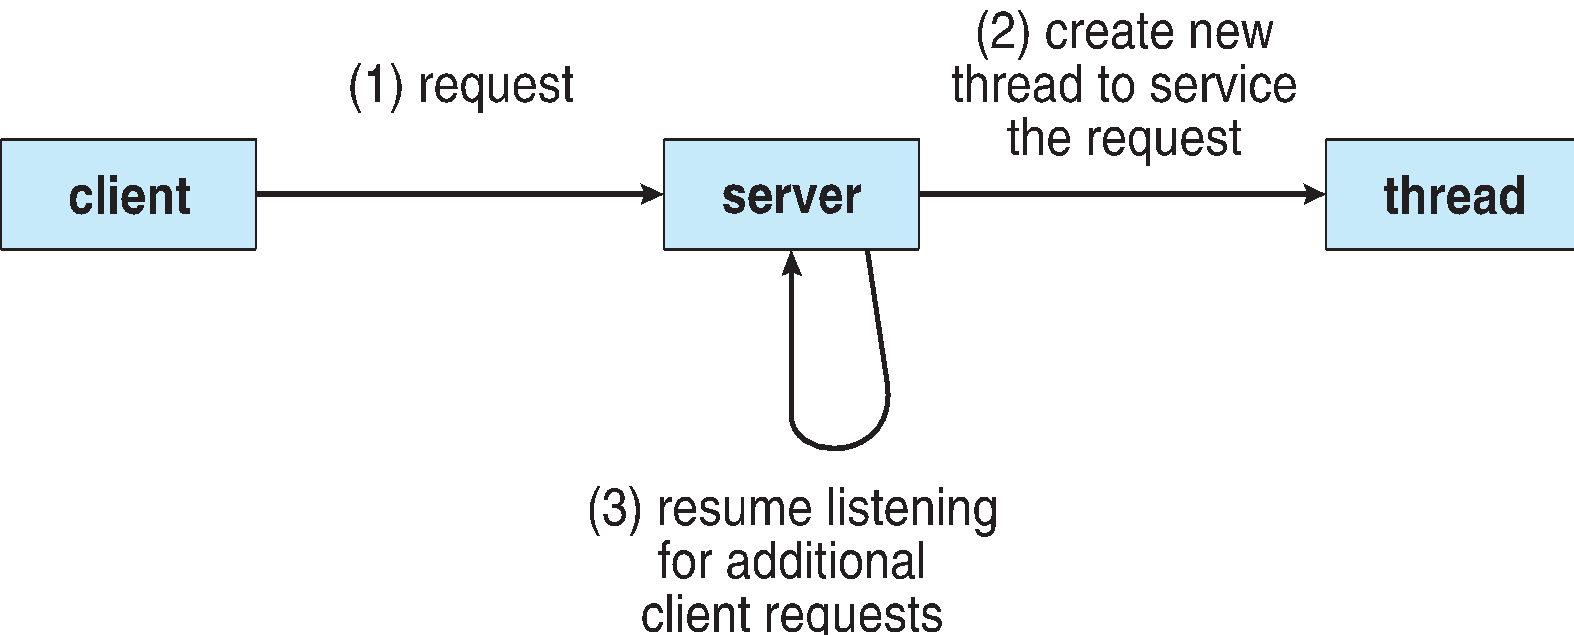 (1) request
(2) create new
thread to service
the request
client
server
thread
(3) resume listening
for additional
client requests